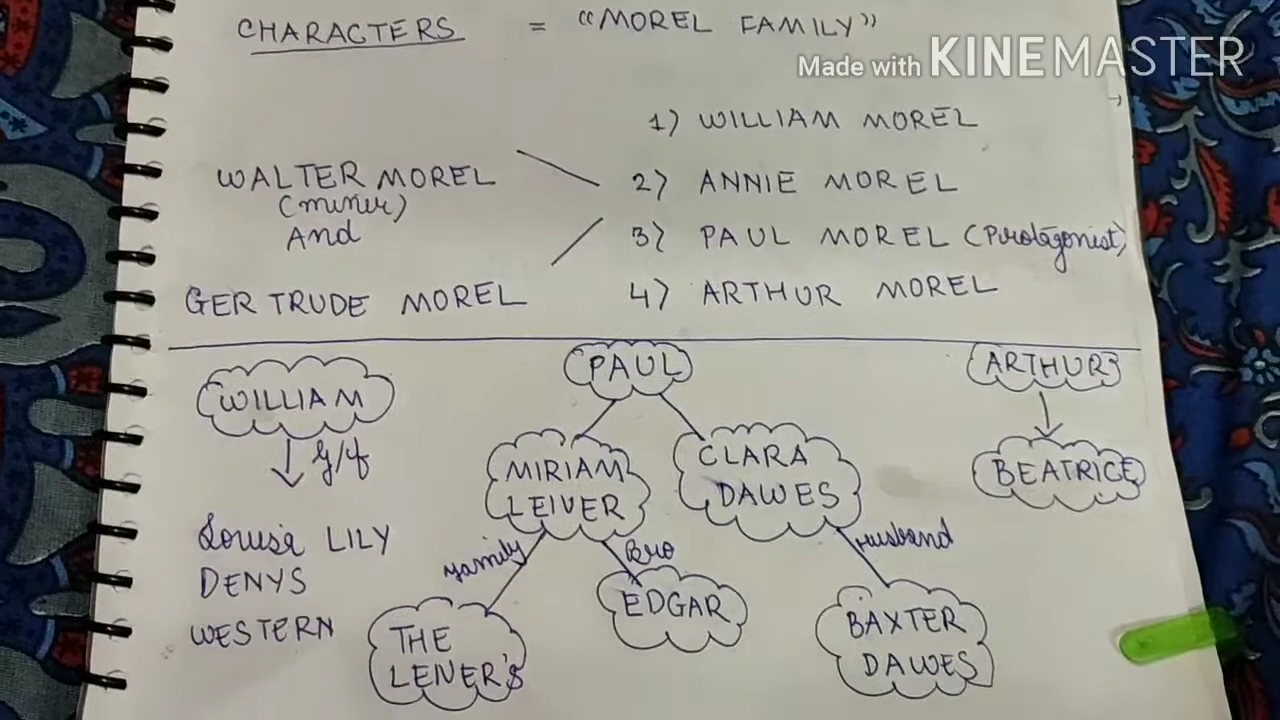 CHARACTERS = "MOREL FAMILY"
Made with KINEMASTER
1) WILLIAM MOREL
WALTER MOREL
(miner)
And
GERTRUDE MOREL
2) ANNIE MOREL
3) PAUL MOREL (Protagonist)
4) ARTHUR MOREL
WILLIAM
g/f
Louisa LILY
DENYS
WESTERN
PAUL
MIRIAM
LEIVER
family
THE
LEIVER'S
Bro
EDGAR
CLARA
DAWES
Husband
BAXTER
DAWES
ARTHUR
BEATRICE